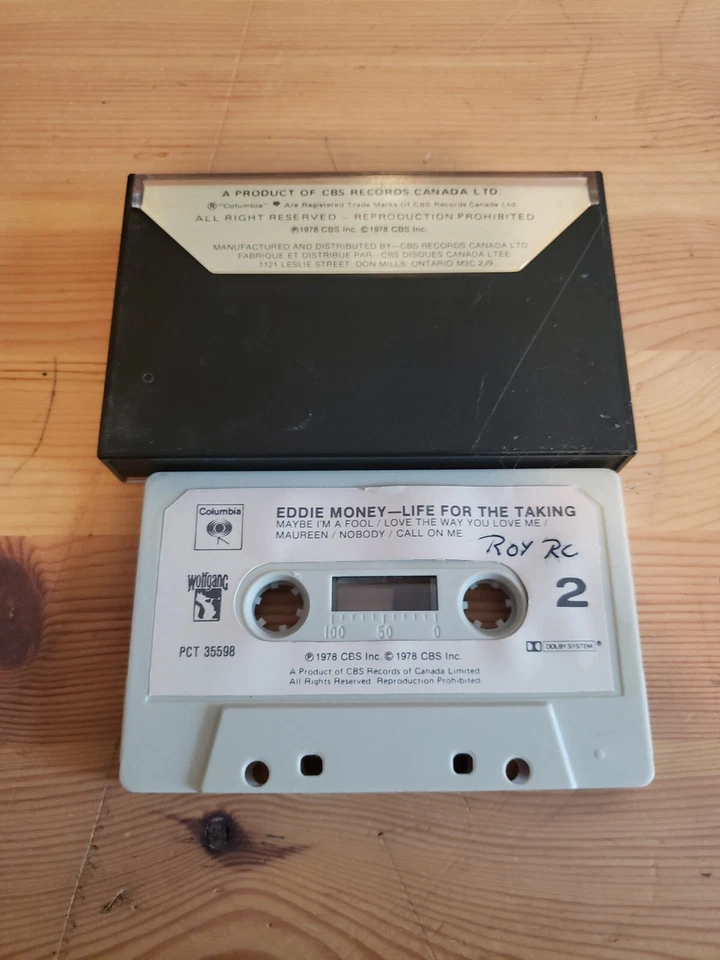 A PRODUCT OF CBS RECORDS CANADA LTD.
® "Columbia" ♥ Are Registered Trade Marks Of CBS Records Canada Ltd.
ALL RIGHT RESERVED – REPRODUCTION PROHIBITED
℗1978 CBS Inc. ©1978 CBS Inc.
MANUFACTURED AND DISTRIBUTED BY—CBS RECORDS CANADA LTD
FABRIQUE ET DISTRIBUE PAR—CBS DISQUES CANADA LTEE
1121 LESLIE STREET, DON MILLS, ONTARIO M3C 2J9.
Columbia
EDDIE MONEY—LIFE FOR THE TAKING
MAYBE I'M A FOOL / LOVE THE WAY YOU LOVE ME /
MAUREEN / NOBODY / CALL ON ME
ROY RC
wolfgang
2
100 50 0
PCT 35598
DOLBY SYSTEM ®
℗1978 CBS Inc. © 1978 CBS Inc.
A Product of CBS Records of Canada Limited
All Rights Reserved. Reproduction Prohibited.